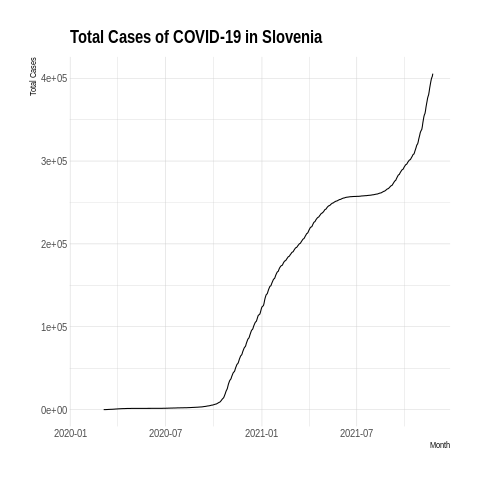 Total Cases of COVID-19 in Slovenia
Total Cases
4e+05
3e+05
2e+05
1e+05
0e+00
2020-01 2020-07 2021-01 2021-07
Month